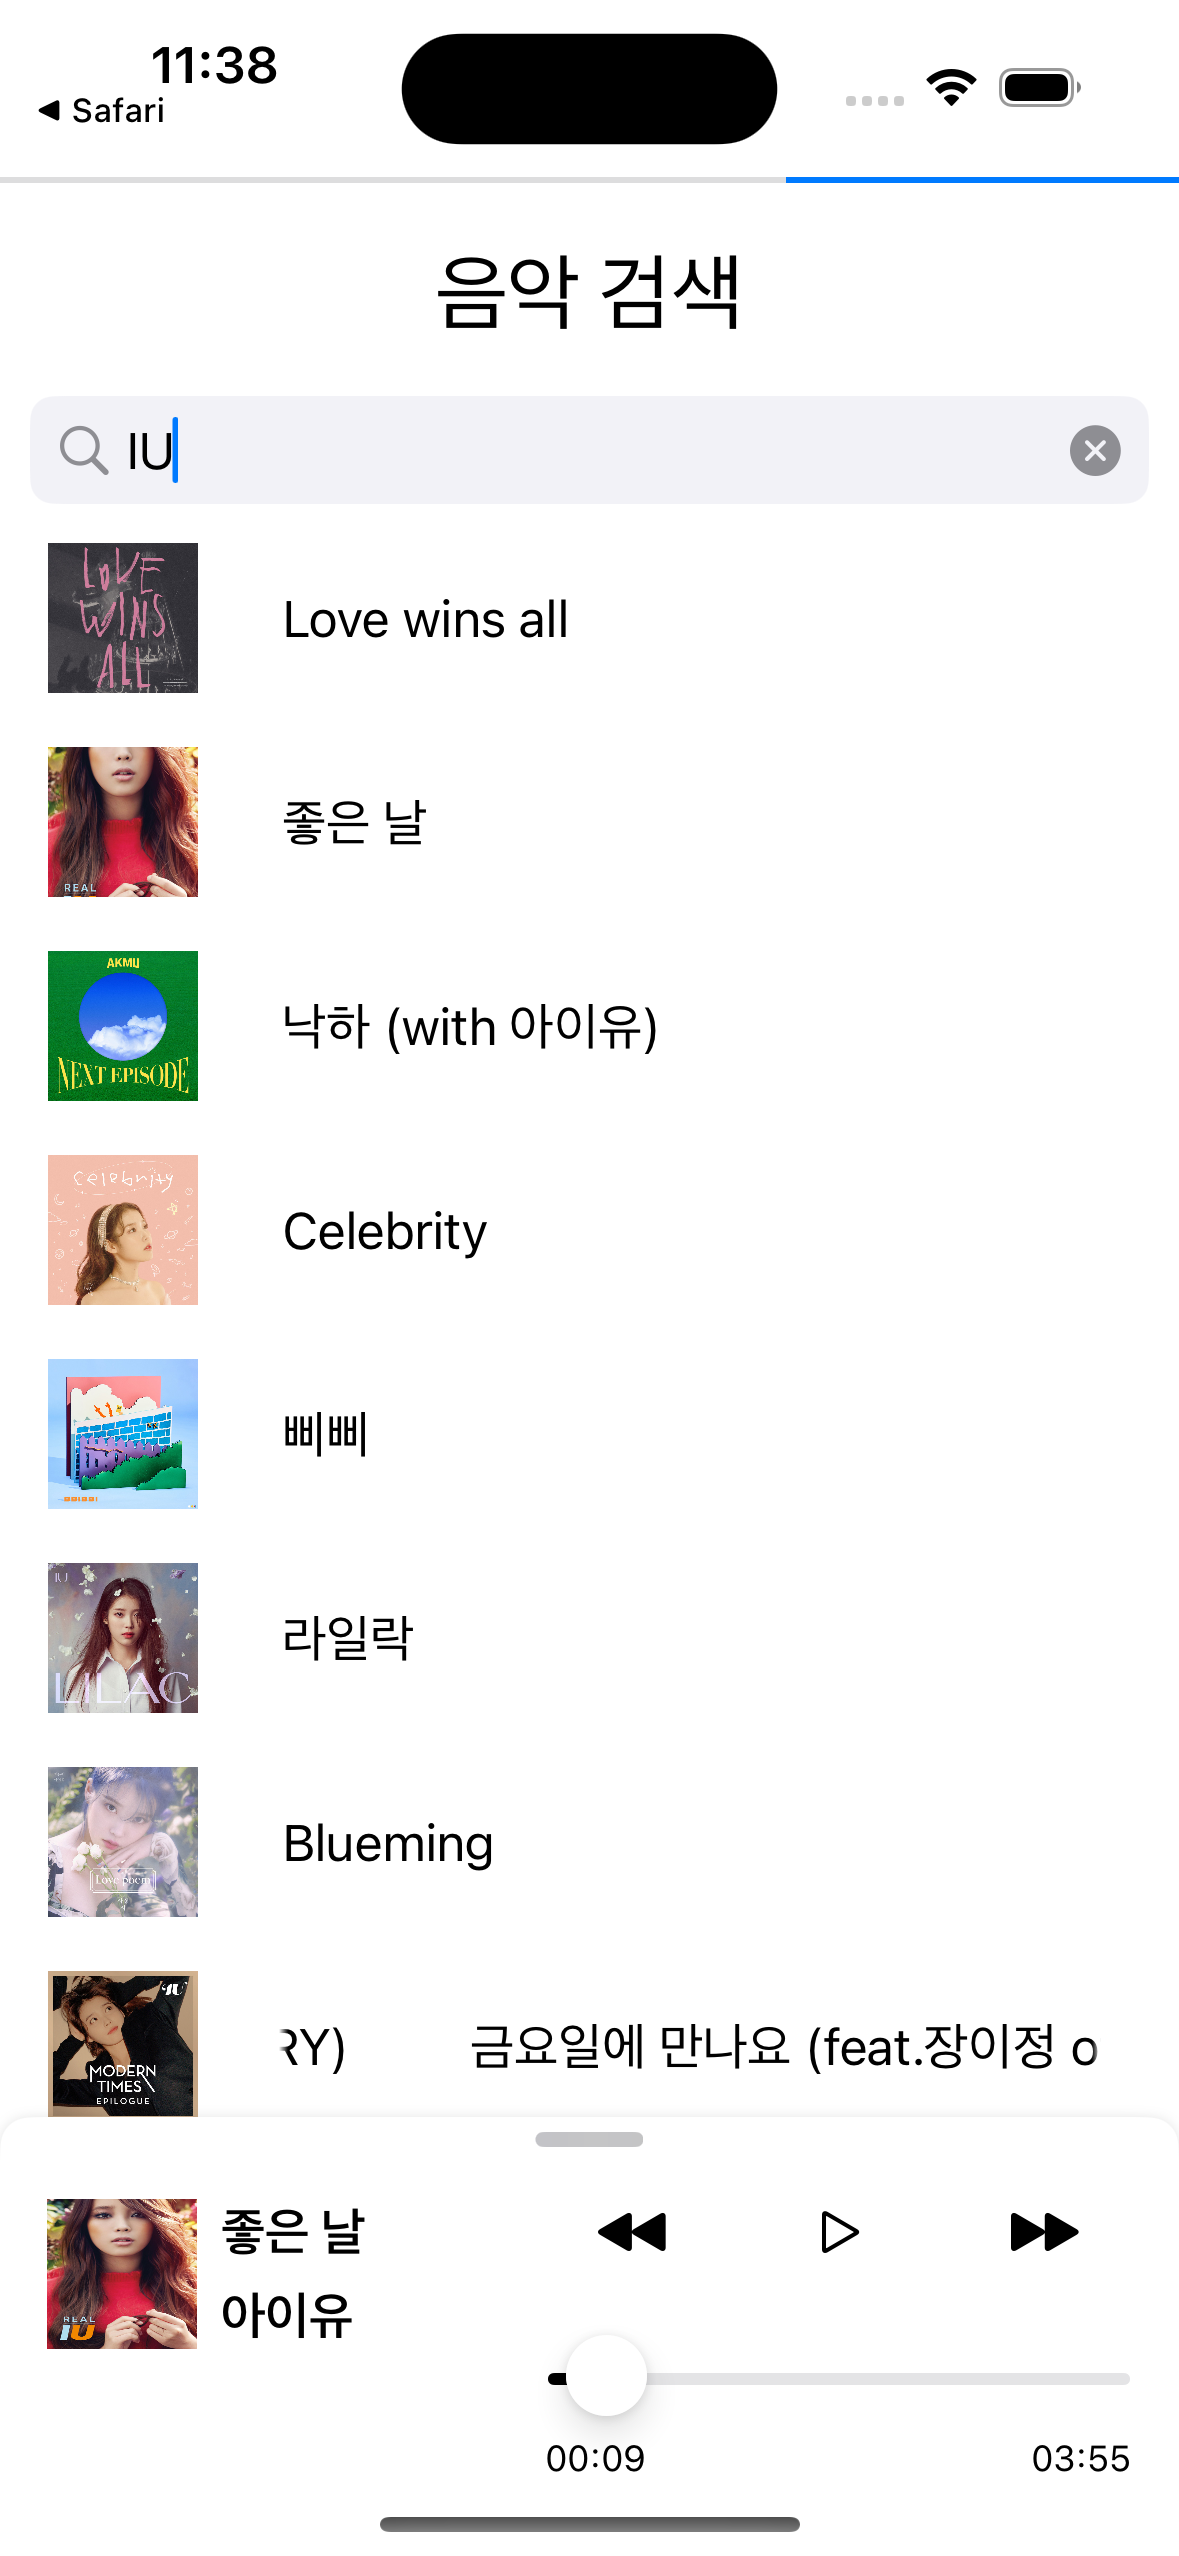 11:38
Safari
음악 검색
IU
LOVE
WINS
ALL
Love wins all
REAL
좋은 날
AKMU
NEXT EPISODE
낙하 (with 아이유)
celebrity
Celebrity
삐삐
IU
LILAC
라일락
Love poem
Blueming
IU
MODERN
TIMES
EPILOGUE
RY) 금요일에 만나요 (feat.장이정 o
REAL
IU
좋은 날
아이유
00:09 03:55